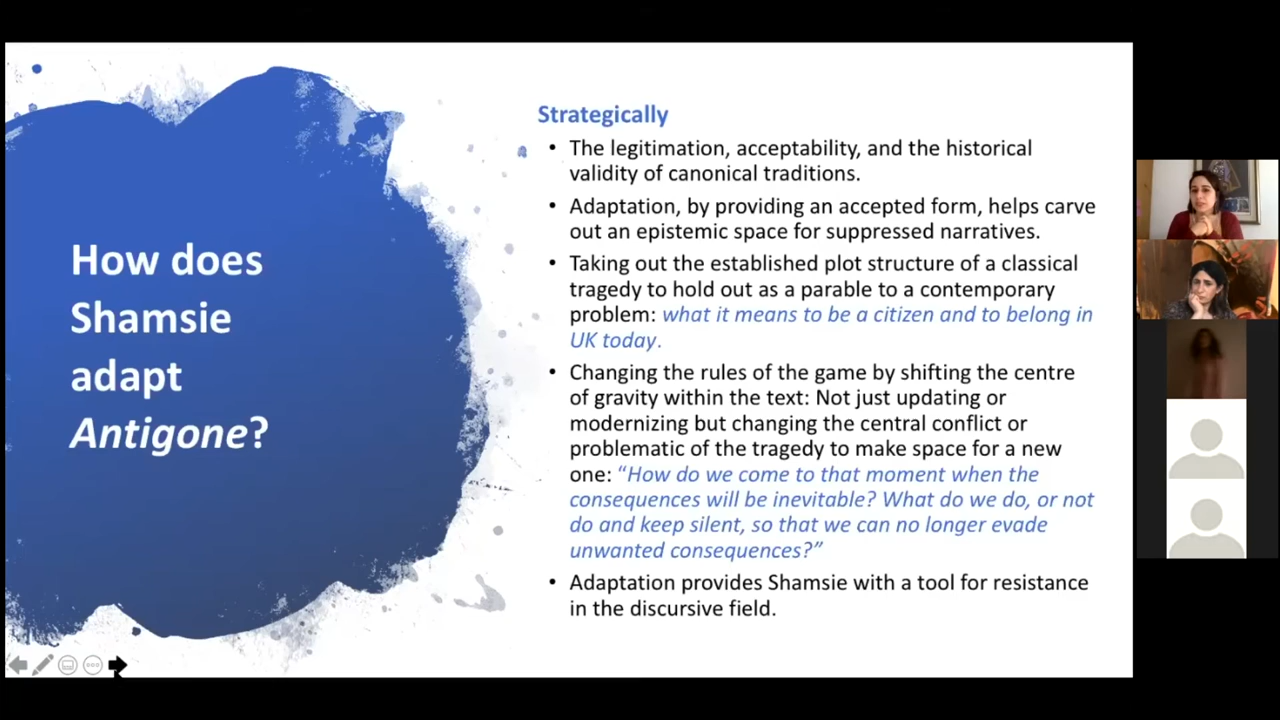 How does
Shamsie
adapt
Antigone?
Strategically
• The legitimation, acceptability, and the historical
validity of canonical traditions.
• Adaptation, by providing an accepted form, helps carve
out an epistemic space for suppressed narratives.
• Taking out the established plot structure of a classical
tragedy to hold out as a parable to a contemporary
problem: what it means to be a citizen and to belong in
UK today.
• Changing the rules of the game by shifting the centre
of gravity within the text: Not just updating or
modernizing but changing the central conflict or
problematic of the tragedy to make space for a new
one: “How do we come to that moment when the
consequences will be inevitable? What do we do, or not
do and keep silent, so that we can no longer evade
unwanted consequences?”
• Adaptation provides Shamsie with a tool for resistance
in the discursive field.